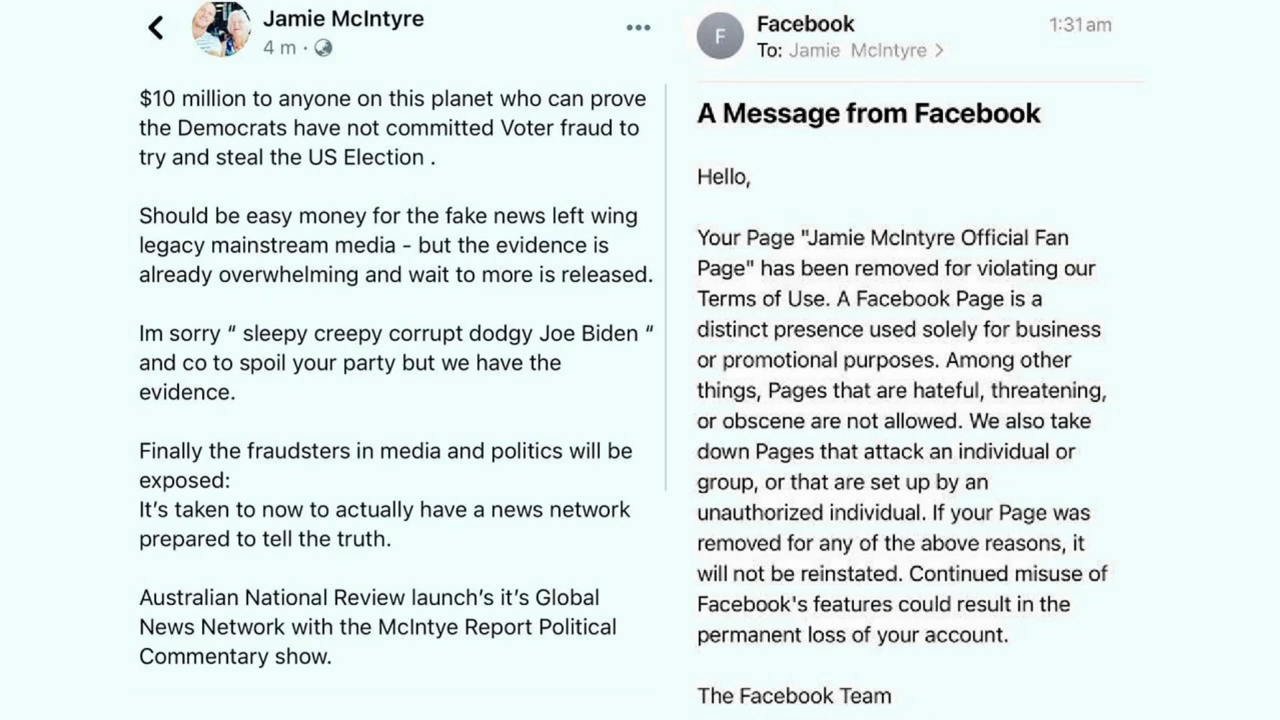 Jamie McIntyre
4 m ·
$10 million to anyone on this planet who can prove
the Democrats have not committed Voter fraud to
try and steal the US Election .
Should be easy money for the fake news left wing
legacy mainstream media - but the evidence is
already overwhelming and wait to more is released.
Im sorry “ sleepy creepy corrupt dodgy Joe Biden “
and co to spoil your party but we have the
evidence.
Finally the fraudsters in media and politics will be
exposed:
It’s taken to now to actually have a news network
prepared to tell the truth.
Australian National Review launch’s it’s Global
News Network with the McIntye Report Political
Commentary show.
F
Facebook
1:31 am
To: Jamie McIntyre >
A Message from Facebook
Hello,
Your Page "Jamie McIntyre Official Fan
Page" has been removed for violating our
Terms of Use. A Facebook Page is a
distinct presence used solely for business
or promotional purposes. Among other
things, Pages that are hateful, threatening,
or obscene are not allowed. We also take
down Pages that attack an individual or
group, or that are set up by an
unauthorized individual. If your Page was
removed for any of the above reasons, it
will not be reinstated. Continued misuse of
Facebook's features could result in the
permanent loss of your account.
The Facebook Team